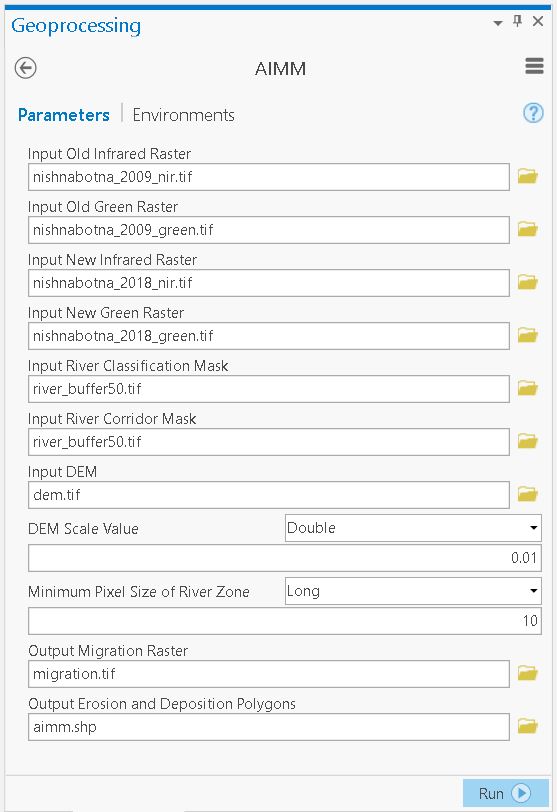 Geoprocessing
AIMM
Parameters | Environments
Input Old Infrared Raster
nishnabotna_2009_nir.tif
Input Old Green Raster
nishnabotna_2009_green.tif
Input New Infrared Raster
nishnabotna_2018_nir.tif
Input New Green Raster
nishnabotna_2018_green.tif
Input River Classification Mask
river_buffer50.tif
Input River Corridor Mask
river_buffer50.tif
Input DEM
dem.tif
DEM Scale Value Double
0.01
Minimum Pixel Size of River Zone Long
10
Output Migration Raster
migration.tif
Output Erosion and Deposition Polygons
aimm.shp
Run